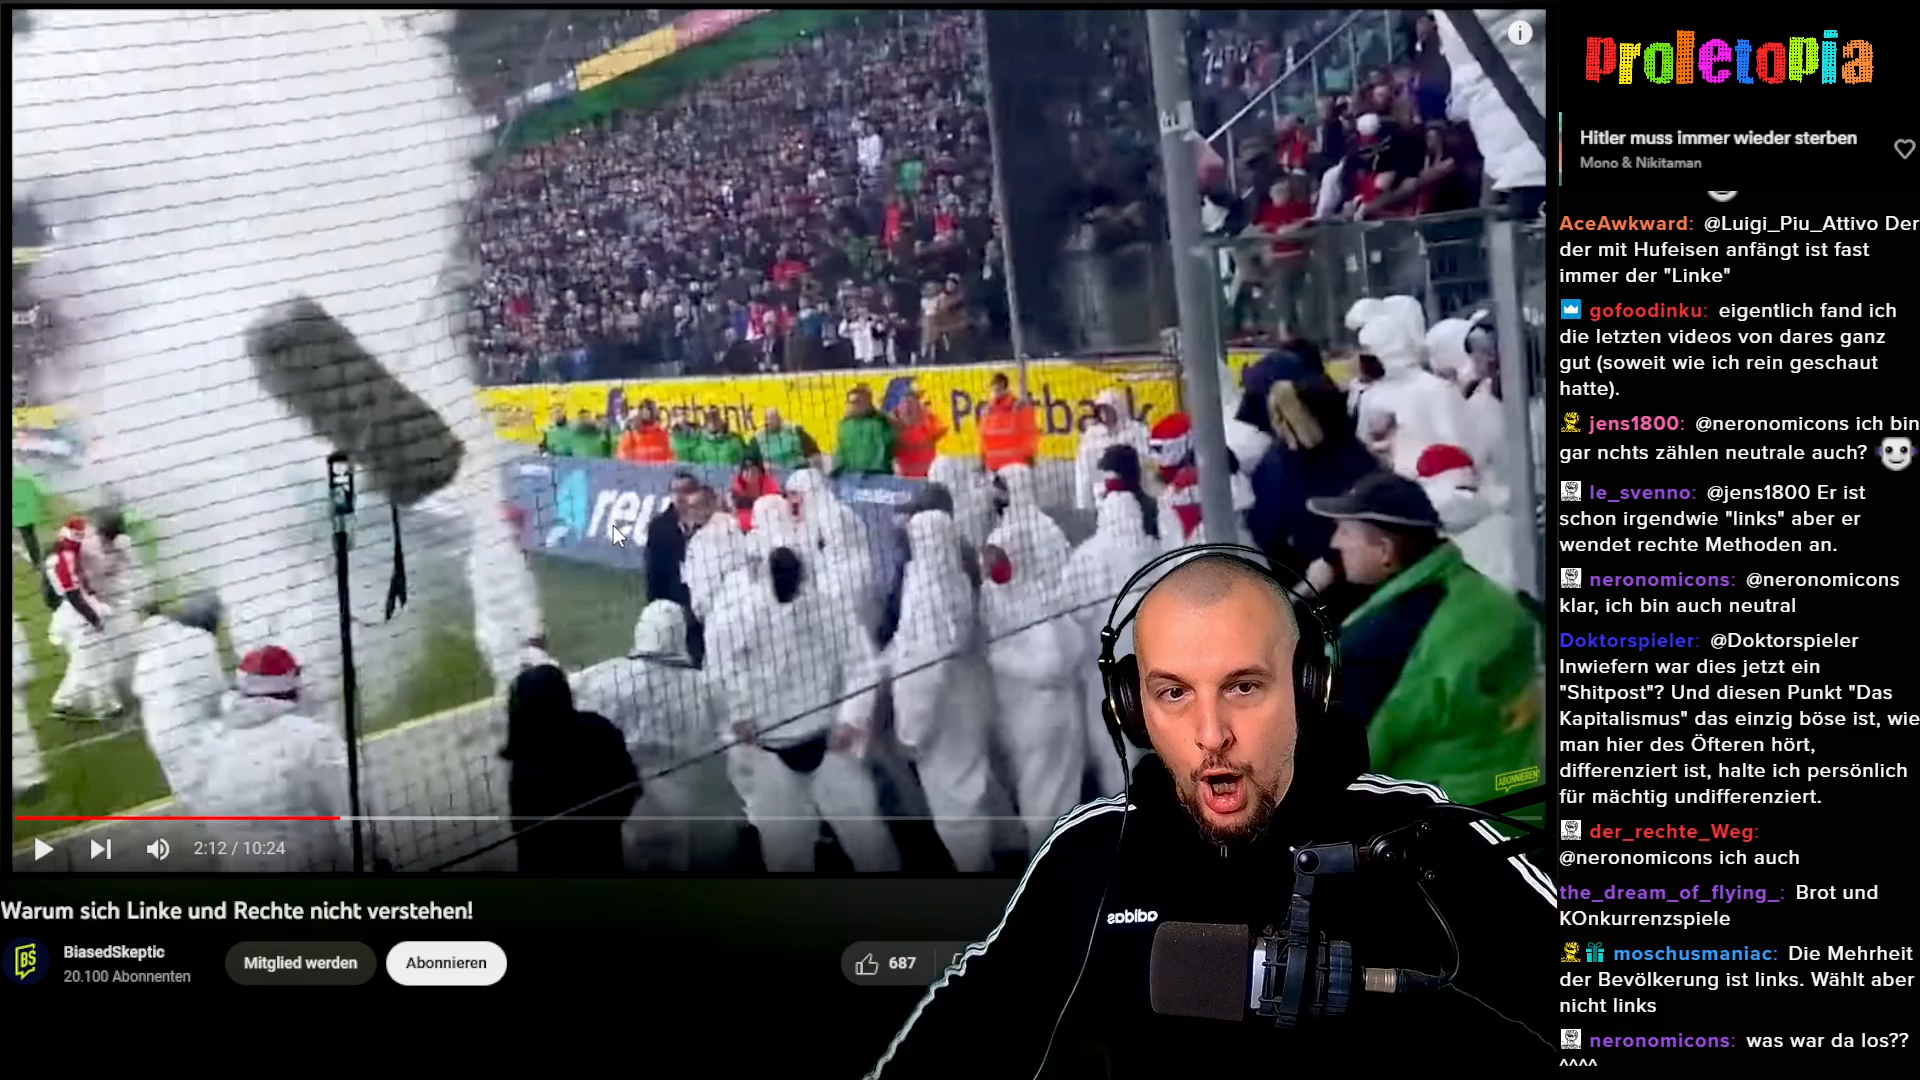 Postbank
Postbank
reu
ABONNIEREN!
2:12 / 10:24
Warum sich Linke und Rechte nicht verstehen!
BS
BiasedSkeptic
20.100 Abonnenten
Mitglied werden
Abonnieren
687
adidas
Proletopia
Hitler muss immer wieder sterben
Mono & Nikitaman
AceAwkward: @Luigi_Piu_Attivo Der
der mit Hufeisen anfängt ist fast
immer der "Linke"
gofoodinku: eigentlich fand ich
die letzten videos von dares ganz
gut (soweit wie ich rein geschaut
hatte).
jens1800: @neronomicons ich bin
gar nchts zählen neutrale auch?
le_svenno: @jens1800 Er ist
schon irgendwie "links" aber er
wendet rechte Methoden an.
neronomicons: @neronomicons
klar, ich bin auch neutral
Doktorspieler: @Doktorspieler
Inwiefern war dies jetzt ein
"Shitpost"? Und diesen Punkt "Das
Kapitalismus" das einzig böse ist, wie
man hier des Öfteren hört,
differenziert ist, halte ich persönlich
für mächtig undifferenziert.
der_rechte_Weg:
@neronomicons ich auch
the_dream_of_flying_: Brot und
KOnkurrenzspiele
moschusmaniac: Die Mehrheit
der Bevölkerung ist links. Wählt aber
nicht links
neronomicons: was war da los??
^^^^